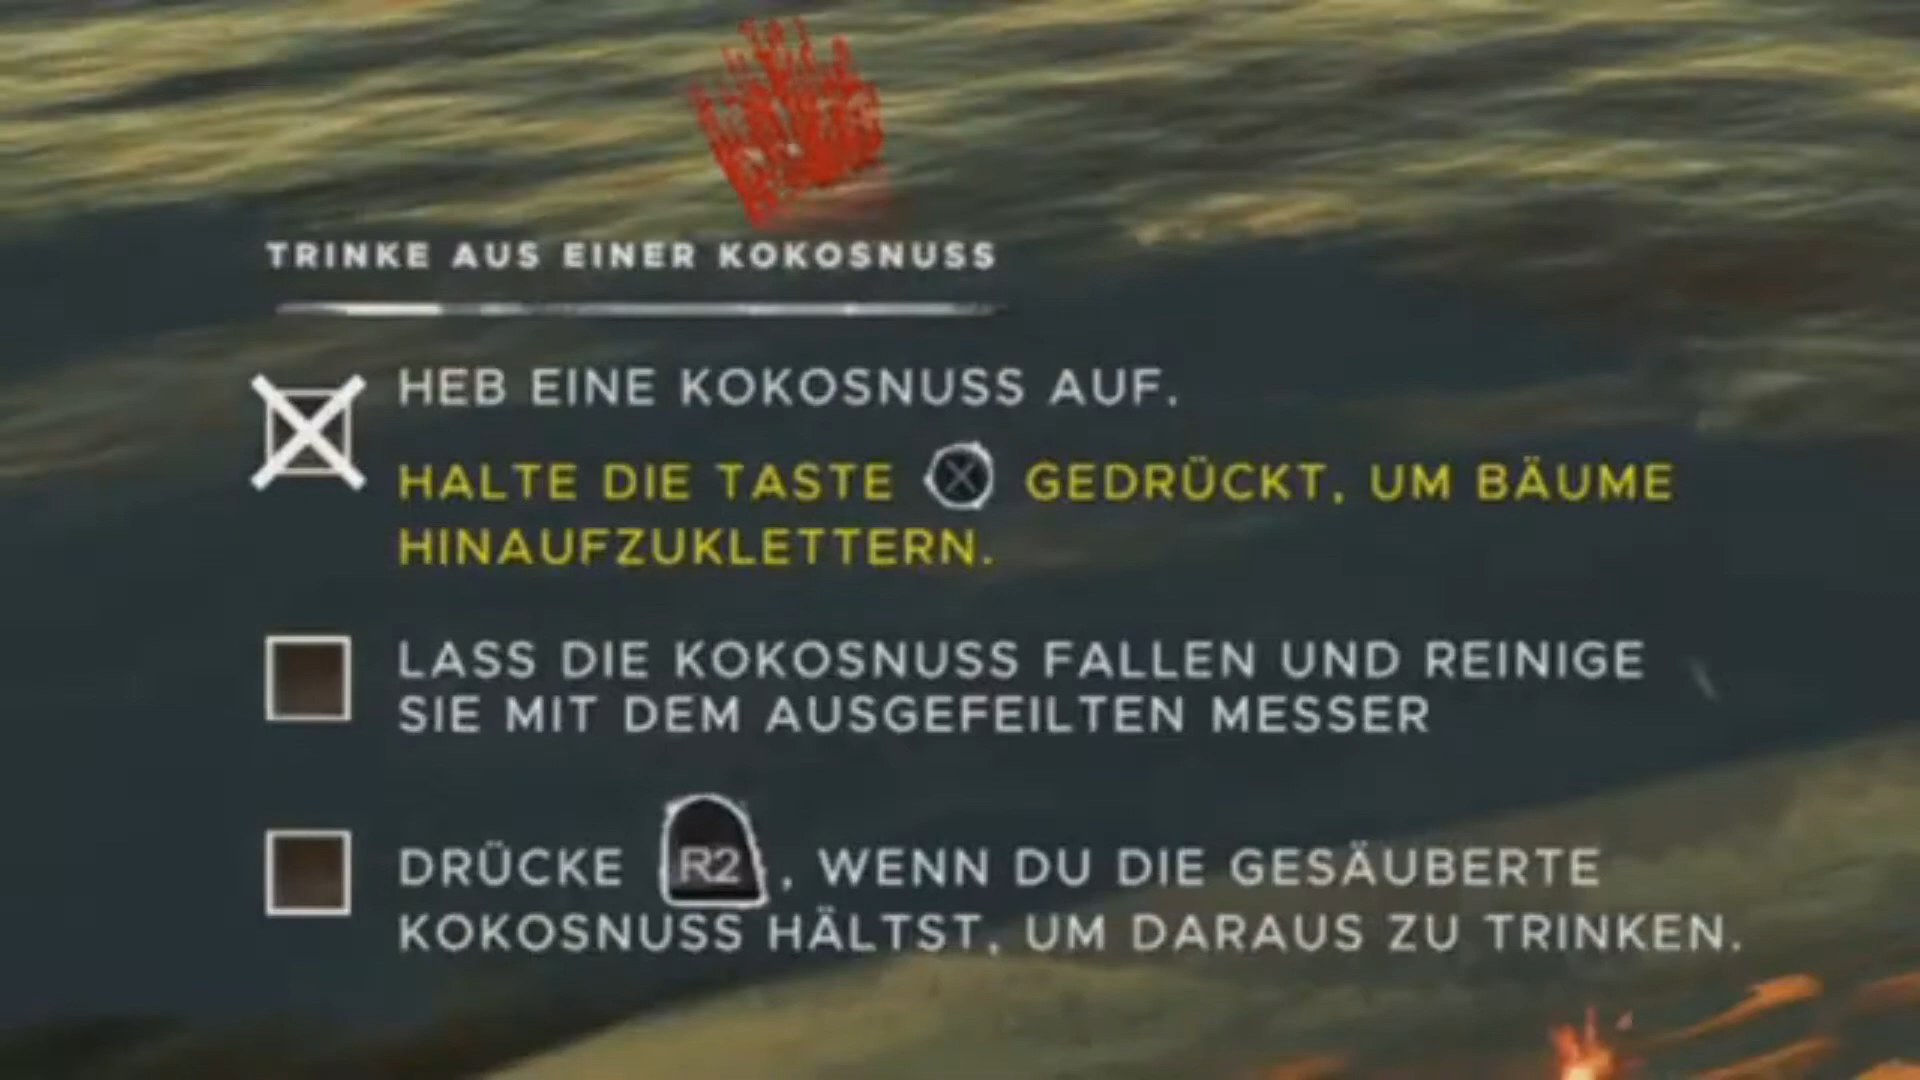 TRINKE AUS EINER KOKOSNUSS
HEB EINE KOKOSNUSS AUF.
HALTE DIE TASTE X GEDRÜCKT, UM BÄUME
HINAUFZUKLETTERN.
LASS DIE KOKOSNUSS FALLEN UND REINIGE
SIE MIT DEM AUSGEFEILTEN MESSER
DRÜCKE R2, WENN DU DIE GESÄUBERTE
KOKOSNUSS HÄLTST, UM DARAUS ZU TRINKEN.